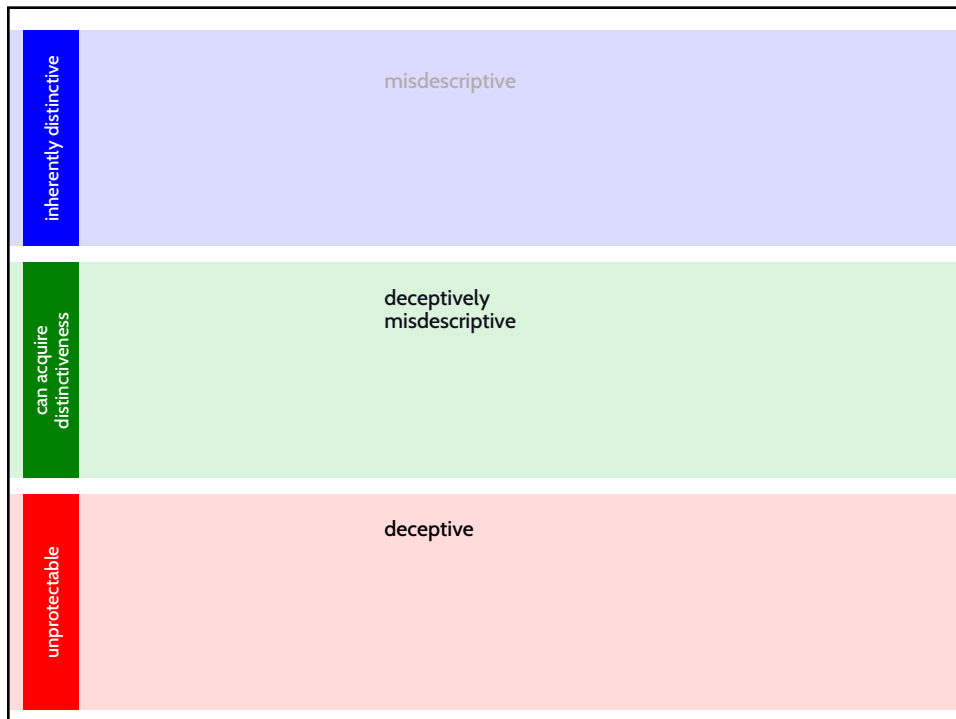 inherently distinctive
misdescriptive
can acquire
distinctiveness
deceptively
misdescriptive
unprotectable
deceptive